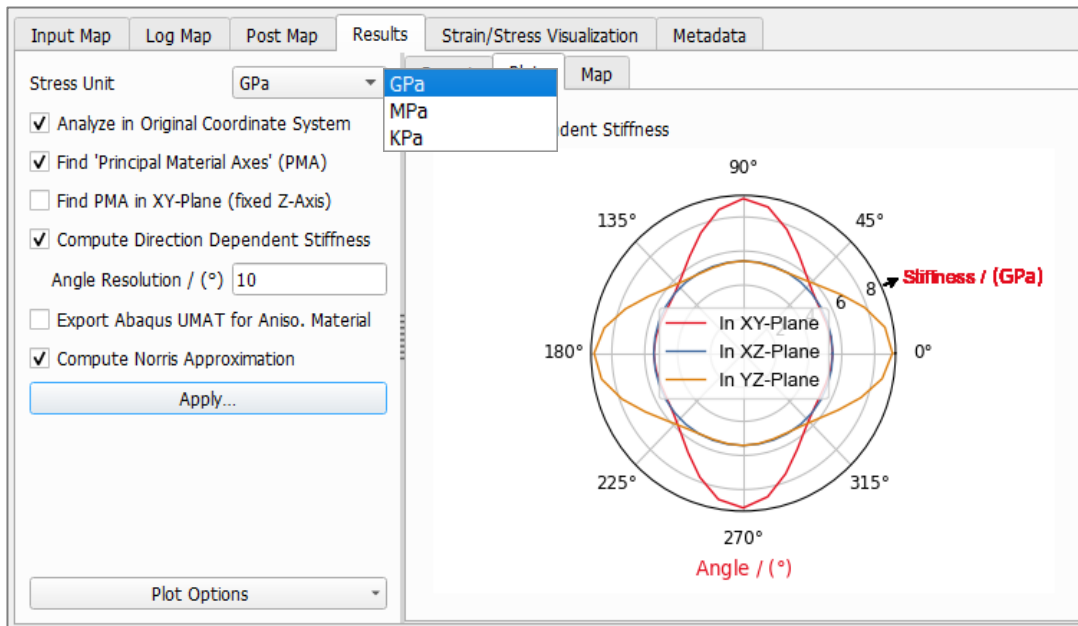 Input Map
Log Map
Post Map
Results
Strain/Stress Visualization
Metadata
Stress Unit
GPa
GPa
MPa
KPa
Map
Analyze in Original Coordinate System
Find 'Principal Material Axes' (PMA)
Find PMA in XY-Plane (fixed Z-Axis)
Compute Direction Dependent Stiffness
Angle Resolution / (°)
10
Export Abaqus UMAT for Aniso. Material
Compute Norris Approximation
Apply...
Plot Options
Stiffness
90°
135°
45°
Stiffness / (GPa)
8
6
4
2
In XY-Plane
In XZ-Plane
In YZ-Plane
180°
0°
225°
315°
270°
Angle / (°)